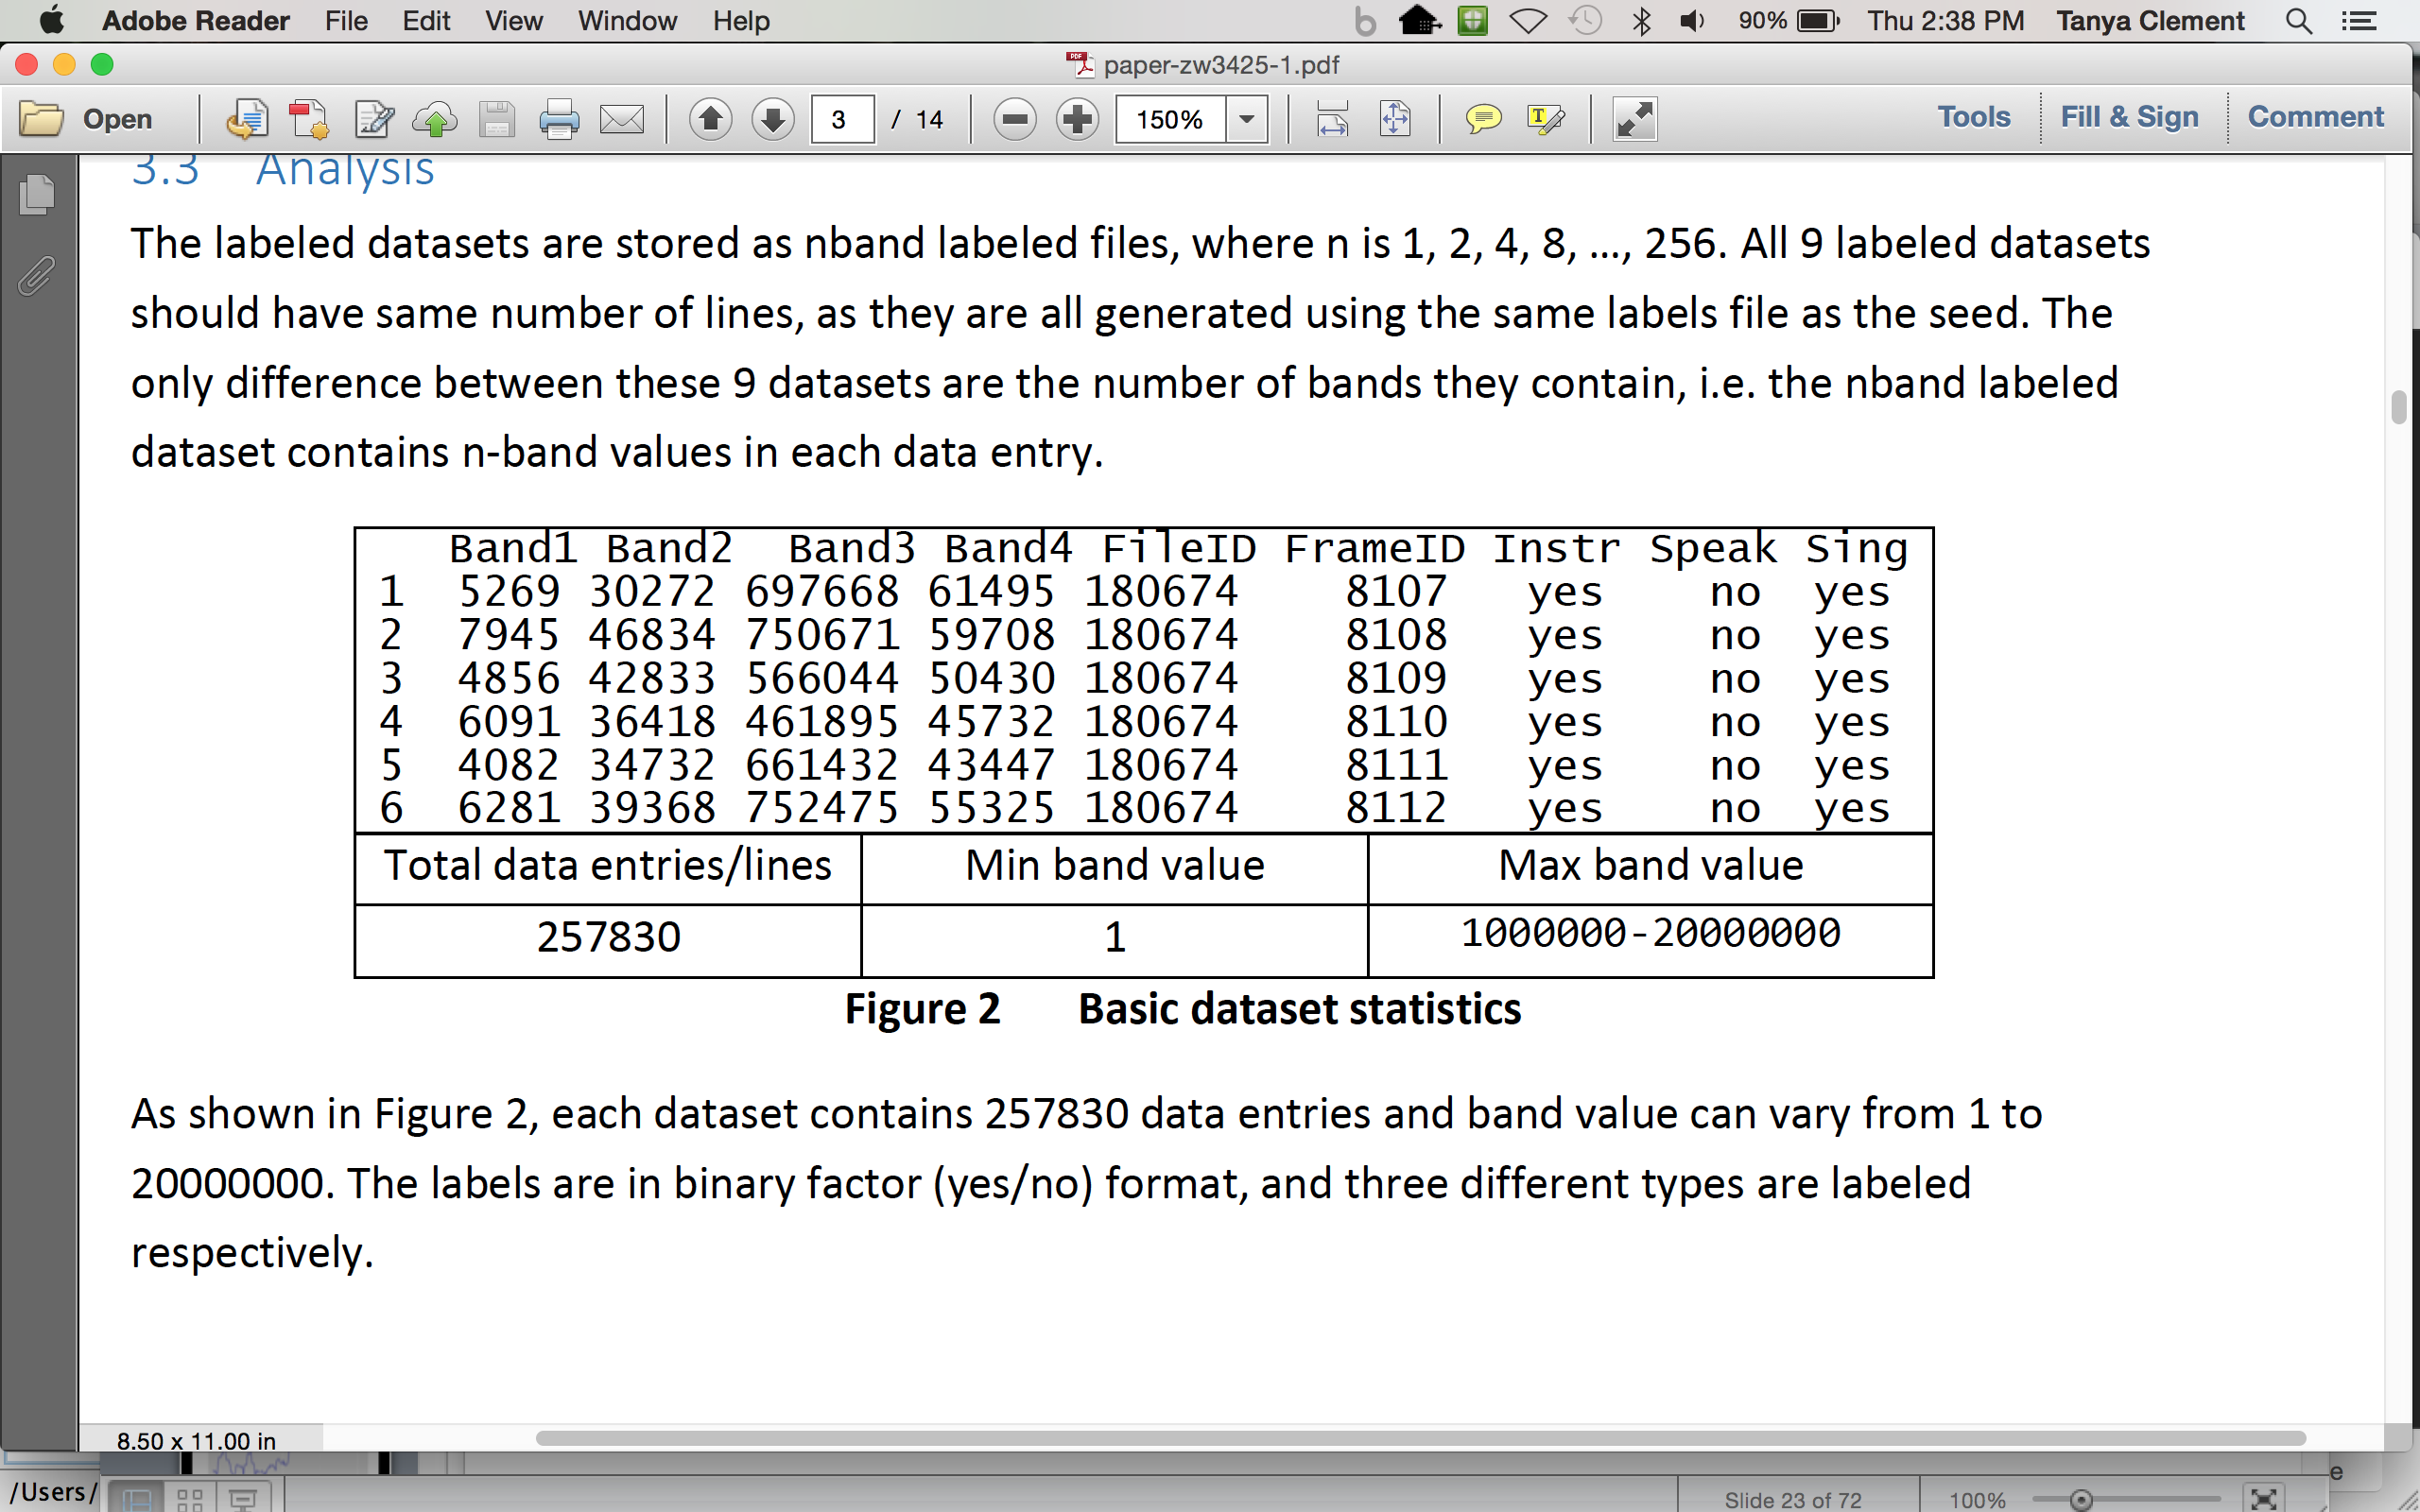 Adobe Reader File Edit View Window Help 90% Thu 2:38 PM Tanya Clement
paper-zw3425-1.pdf
Open 3 / 14 150% Tools Fill & Sign Comment
3.3 Analysis
The labeled datasets are stored as nband labeled files, where n is 1, 2, 4, 8, ..., 256. All 9 labeled datasets
should have same number of lines, as they are all generated using the same labels file as the seed. The
only difference between these 9 datasets are the number of bands they contain, i.e. the nband labeled
dataset contains n-band values in each data entry.
Band1 Band2 Band3 Band4 FileID FrameID Instr Speak Sing
1 5269 30272 697668 61495 180674 8107 yes no yes
2 7945 46834 750671 59708 180674 8108 yes no yes
3 4856 42833 566044 50430 180674 8109 yes no yes
4 6091 36418 461895 45732 180674 8110 yes no yes
5 4082 34732 661432 43447 180674 8111 yes no yes
6 6281 39368 752475 55325 180674 8112 yes no yes
Total data entries/lines Min band value Max band value
257830 1 1000000-20000000
Figure 2 Basic dataset statistics
As shown in Figure 2, each dataset contains 257830 data entries and band value can vary from 1 to
20000000. The labels are in binary factor (yes/no) format, and three different types are labeled
respectively.
8.50 x 11.00 in
/Users/
Slide 23 of 72 100%